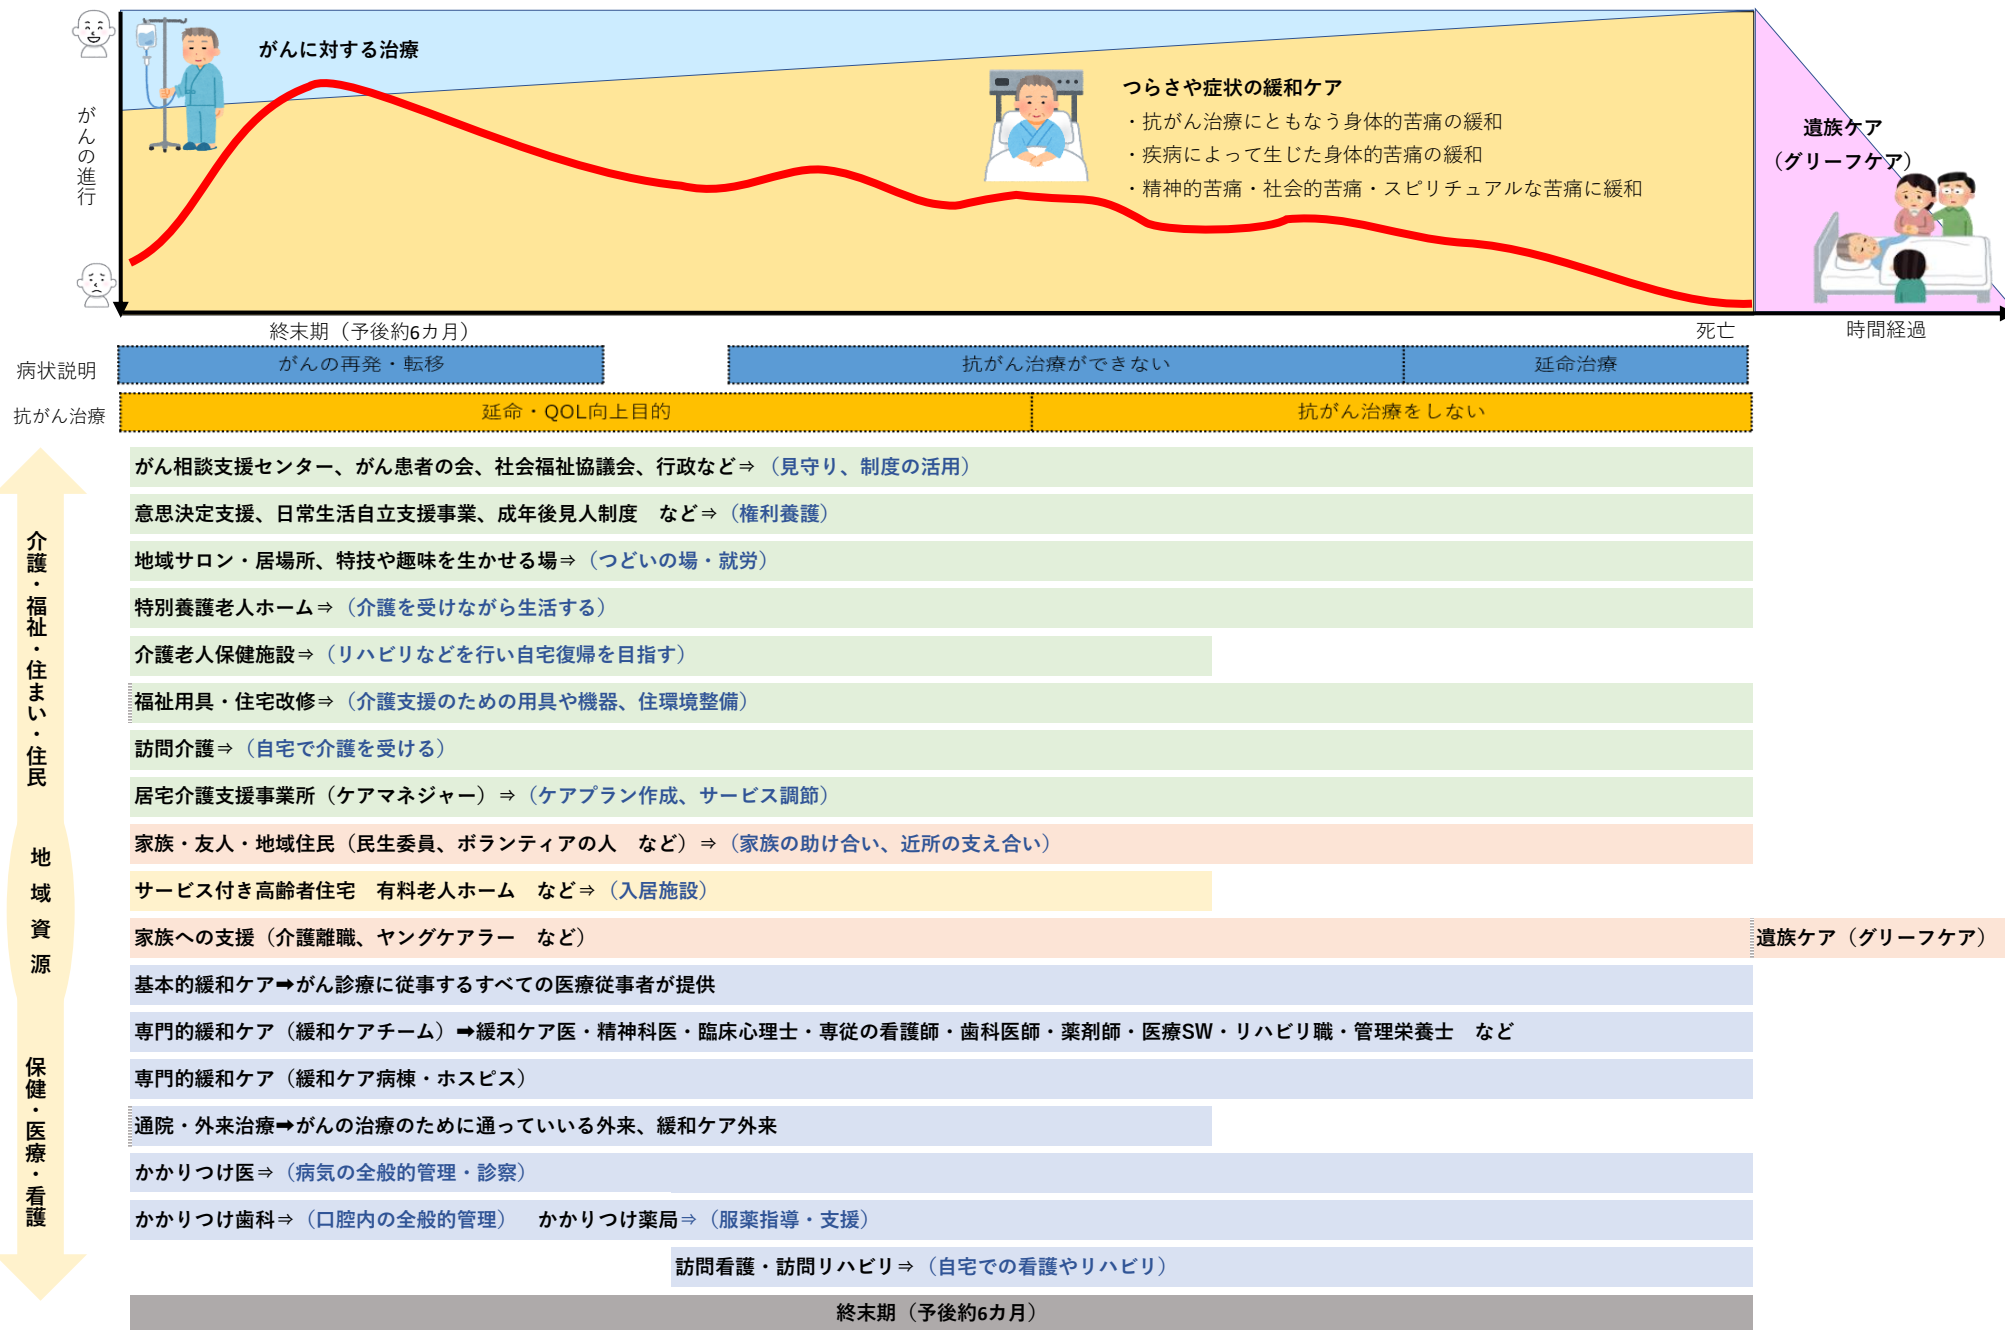 がんに対する治療
がんの進行
つらさや症状の緩和ケア
・抗がん治療にともなう身体的苦痛の緩和
・疾病によって生じた身体的苦痛の緩和
・精神的苦痛・社会的苦痛・スピリチュアルな苦痛に緩和
遺族ケア
（グリーフケア）
終末期（予後約6カ月）
死亡
時間経過
病状説明
がんの再発・転移
抗がん治療ができない
延命治療
抗がん治療
延命・QOL向上目的
抗がん治療をしない
介護・福祉・住まい・住民
地域資源
保健・医療・看護
がん相談支援センター、がん患者の会、社会福祉協議会、行政など⇒（見守り、制度の活用）
意思決定支援、日常生活自立支援事業、成年後見人制度　など⇒（権利養護）
地域サロン・居場所、特技や趣味を生かせる場⇒（つどいの場・就労）
特別養護老人ホーム⇒（介護を受けながら生活する）
介護老人保健施設⇒（リハビリなどを行い自宅復帰を目指す）
福祉用具・住宅改修⇒（介護支援のための用具や機器、住環境整備）
訪問介護⇒（自宅で介護を受ける）
居宅介護支援事業所（ケアマネジャー）⇒（ケアプラン作成、サービス調節）
家族・友人・地域住民（民生委員、ボランティアの人　など）⇒（家族の助け合い、近所の支え合い）
サービス付き高齢者住宅　有料老人ホーム　など⇒（入居施設）
家族への支援（介護離職、ヤングケアラー　など）
遺族ケア（グリーフケア）
基本的緩和ケア➡がん診療に従事するすべての医療従事者が提供
専門的緩和ケア（緩和ケアチーム）➡緩和ケア医・精神科医・臨床心理士・専従の看護師・歯科医師・薬剤師・医療SW・リハビリ職・管理栄養士　など
専門的緩和ケア（緩和ケア病棟・ホスピス）
通院・外来治療➡がんの治療のために通っていいる外来、緩和ケア外来
かかりつけ医⇒（病気の全般的管理・診察）
かかりつけ歯科⇒（口腔内の全般的管理）　かかりつけ薬局⇒（服薬指導・支援）
訪問看護・訪問リハビリ⇒（自宅での看護やリハビリ）
終末期（予後約6カ月）